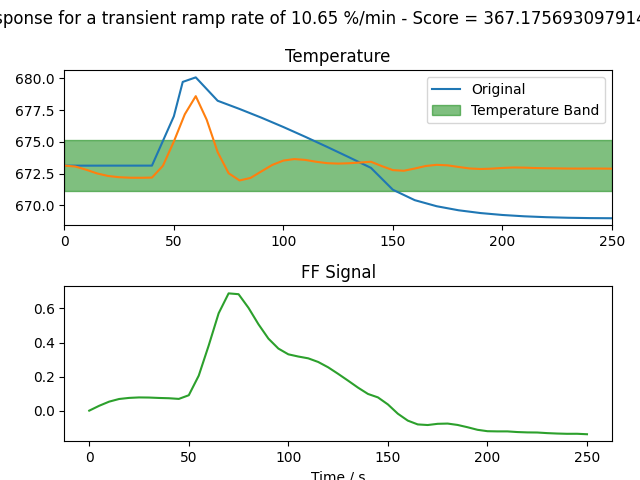 sponse for a transient ramp rate of 10.65 %/min - Score = 367.175693097914
Temperature
680.0
677.5
675.0
672.5
670.0
Original
Temperature Band
0 50 100 150 200 250
FF Signal
0.6
0.4
0.2
0.0
0 50 100 150 200 250
Time / s